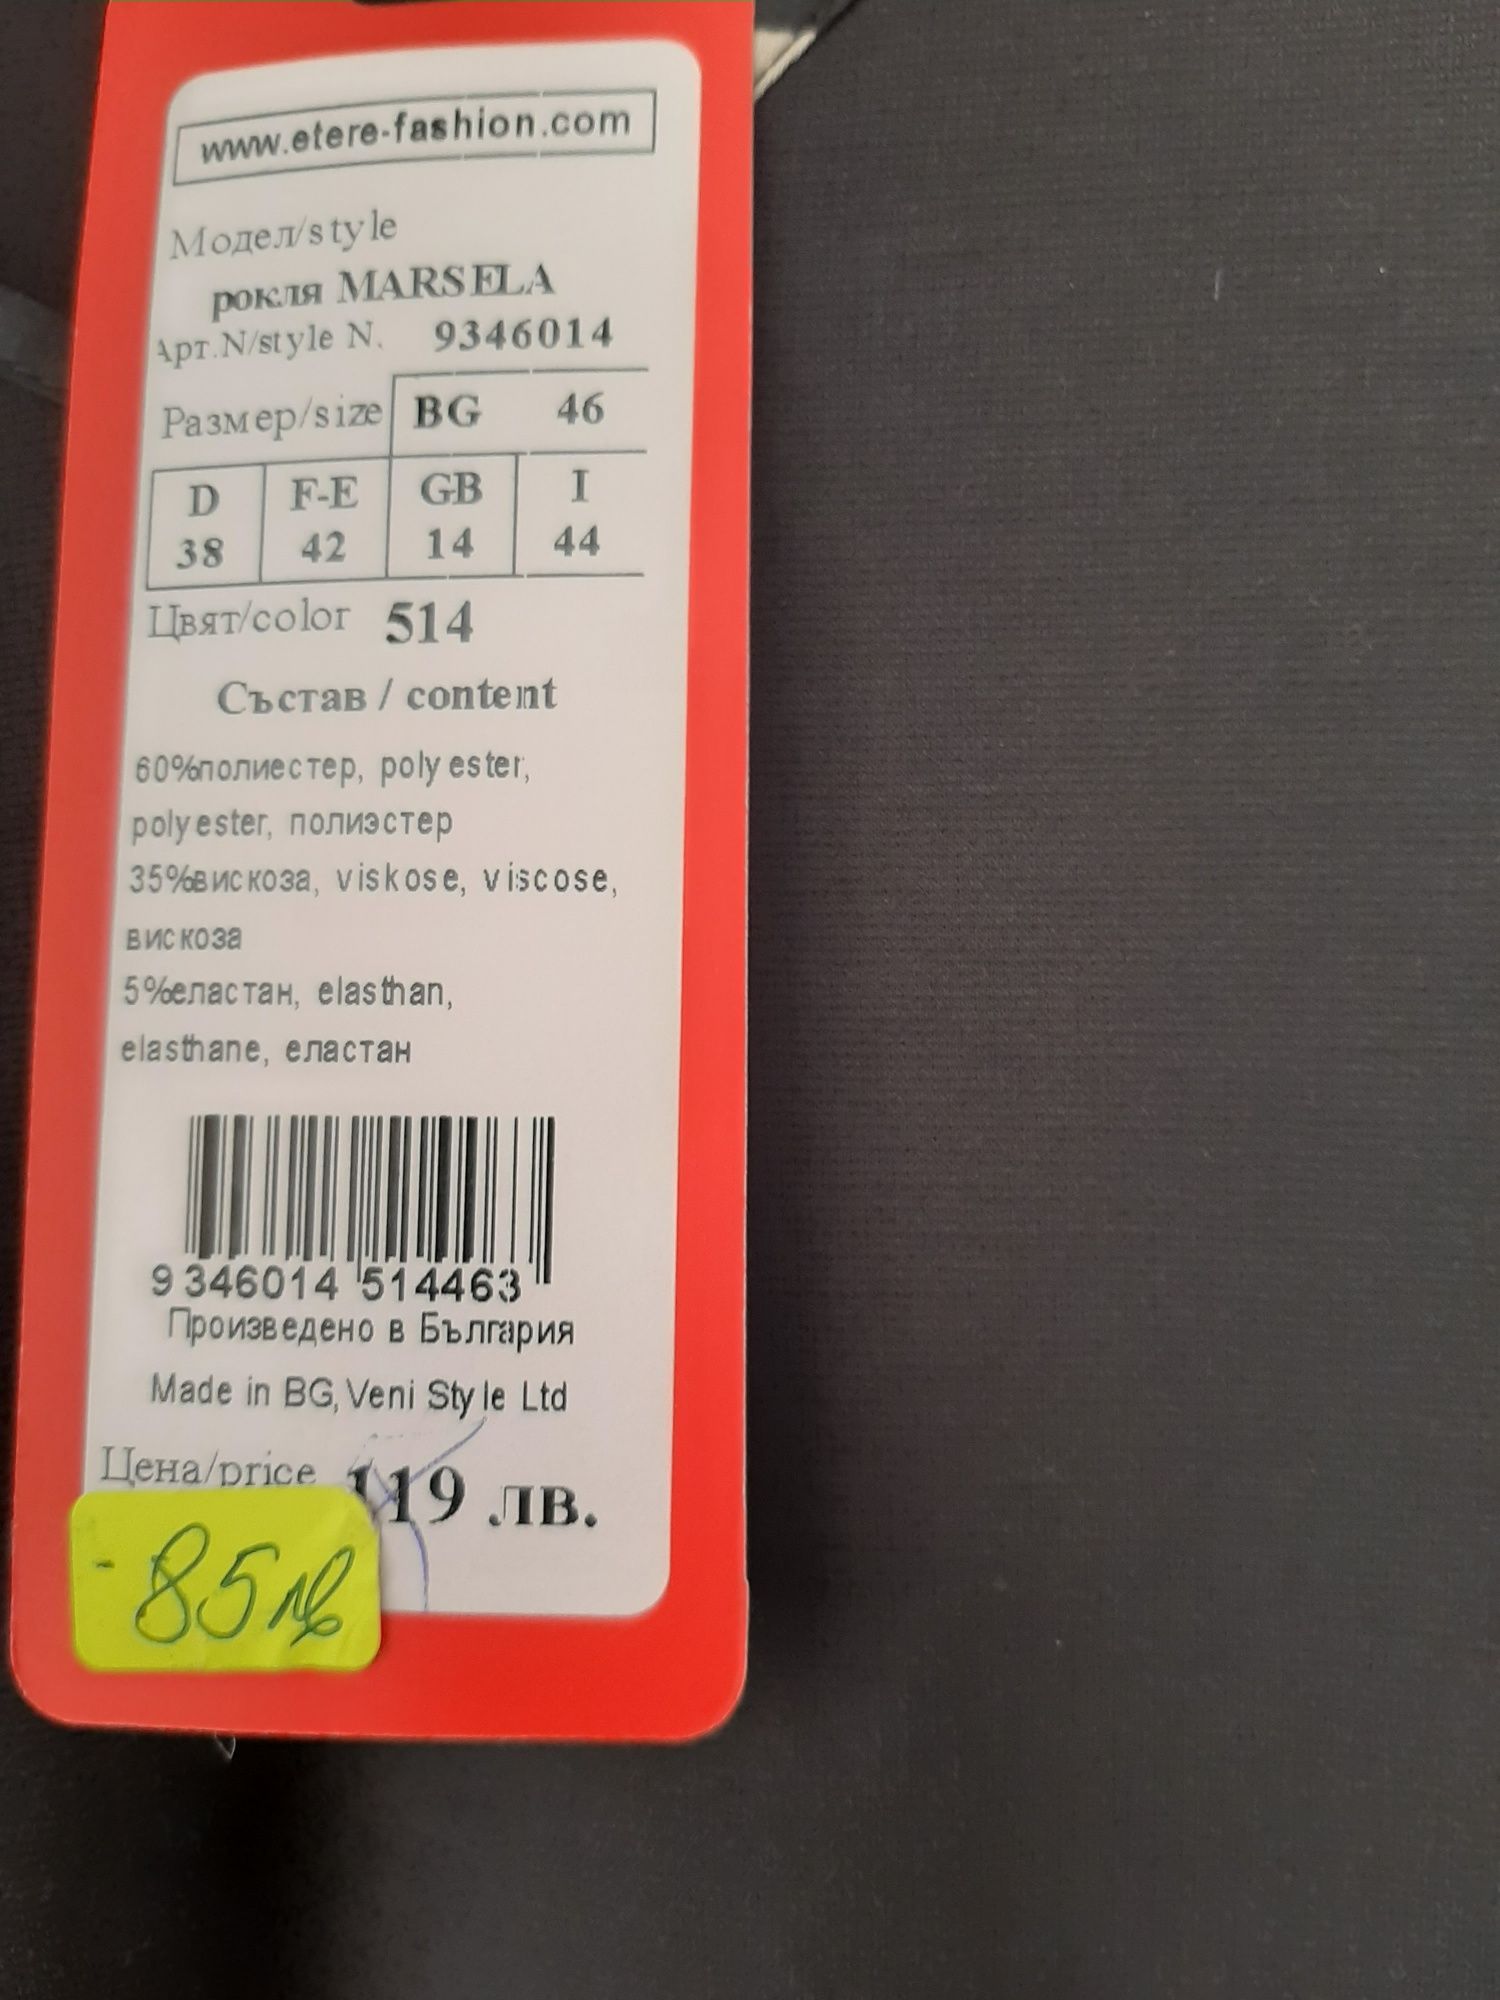 www.etere-fashion.com
Модел/style
рокля MARSELA
Арт.N/style N. 9346014
Размер/size BG 46
D F-E GB I
38 42 14 44
Цвят/color 514
Състав / content
60%полиестер, polyester,
polyester, полиэстер
35%вискоза, viskose, viscose,
вискоза
5%еластан, elasthan,
elasthane, еластан
9 346014 514463
Произведено в България
Made in BG, Veni Style Ltd
Цена/price 119 лв.
-85лв